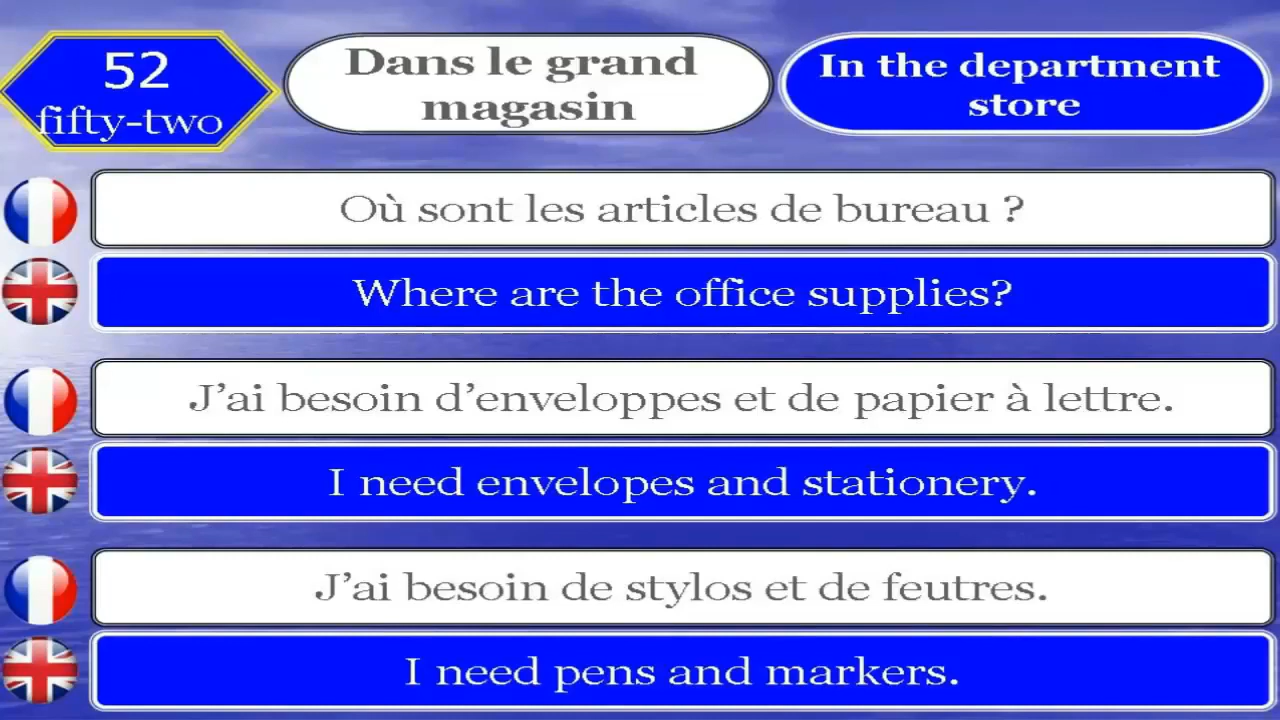 52
fifty-two
Dans le grand
magasin
In the department
store
Où sont les articles de bureau ?
Where are the office supplies?
J’ai besoin d’enveloppes et de papier à lettre.
I need envelopes and stationery.
J’ai besoin de stylos et de feutres.
I need pens and markers.